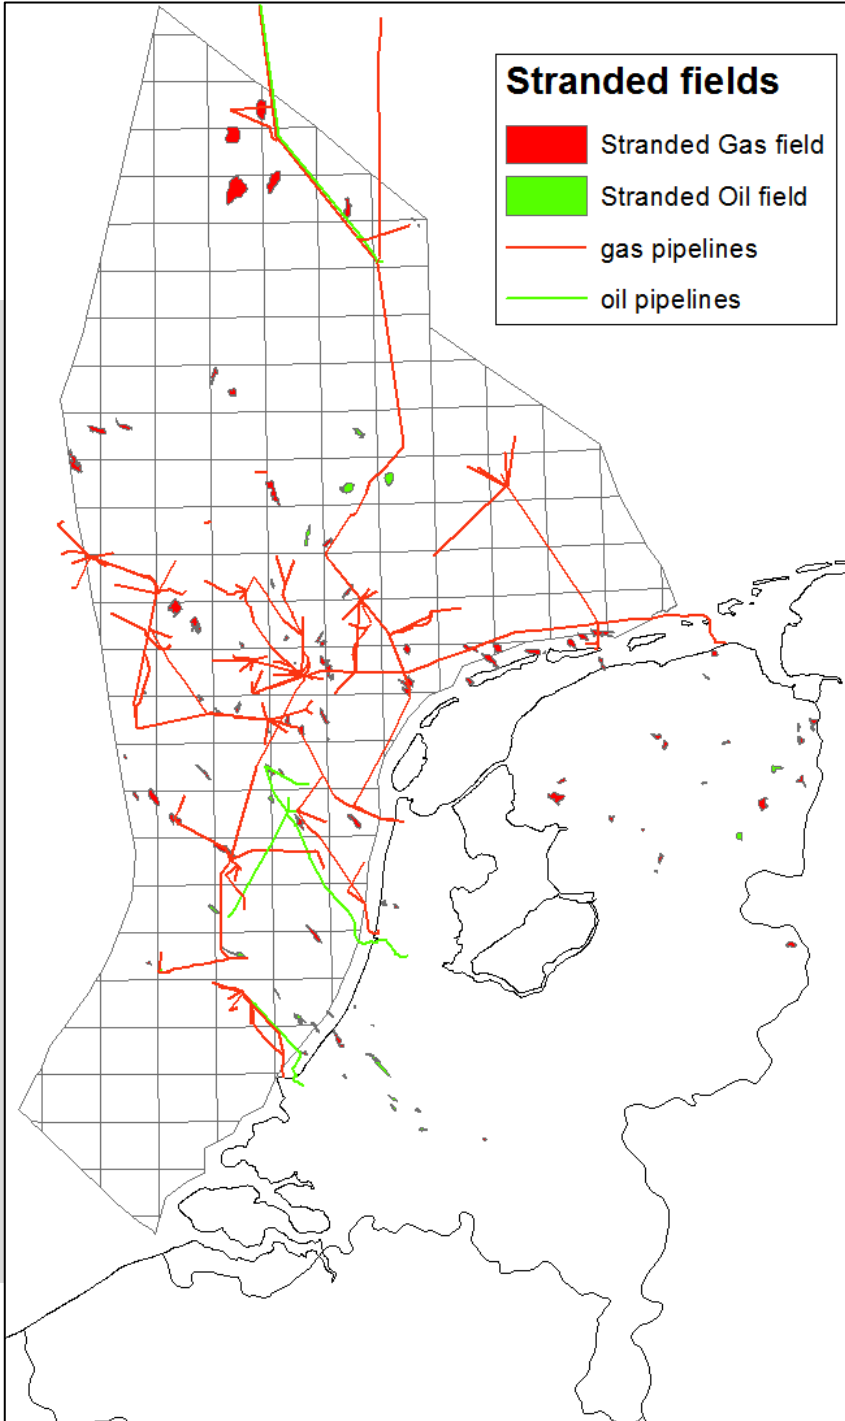 Stranded fields
Stranded Gas field
Stranded Oil field
gas pipelines
oil pipelines